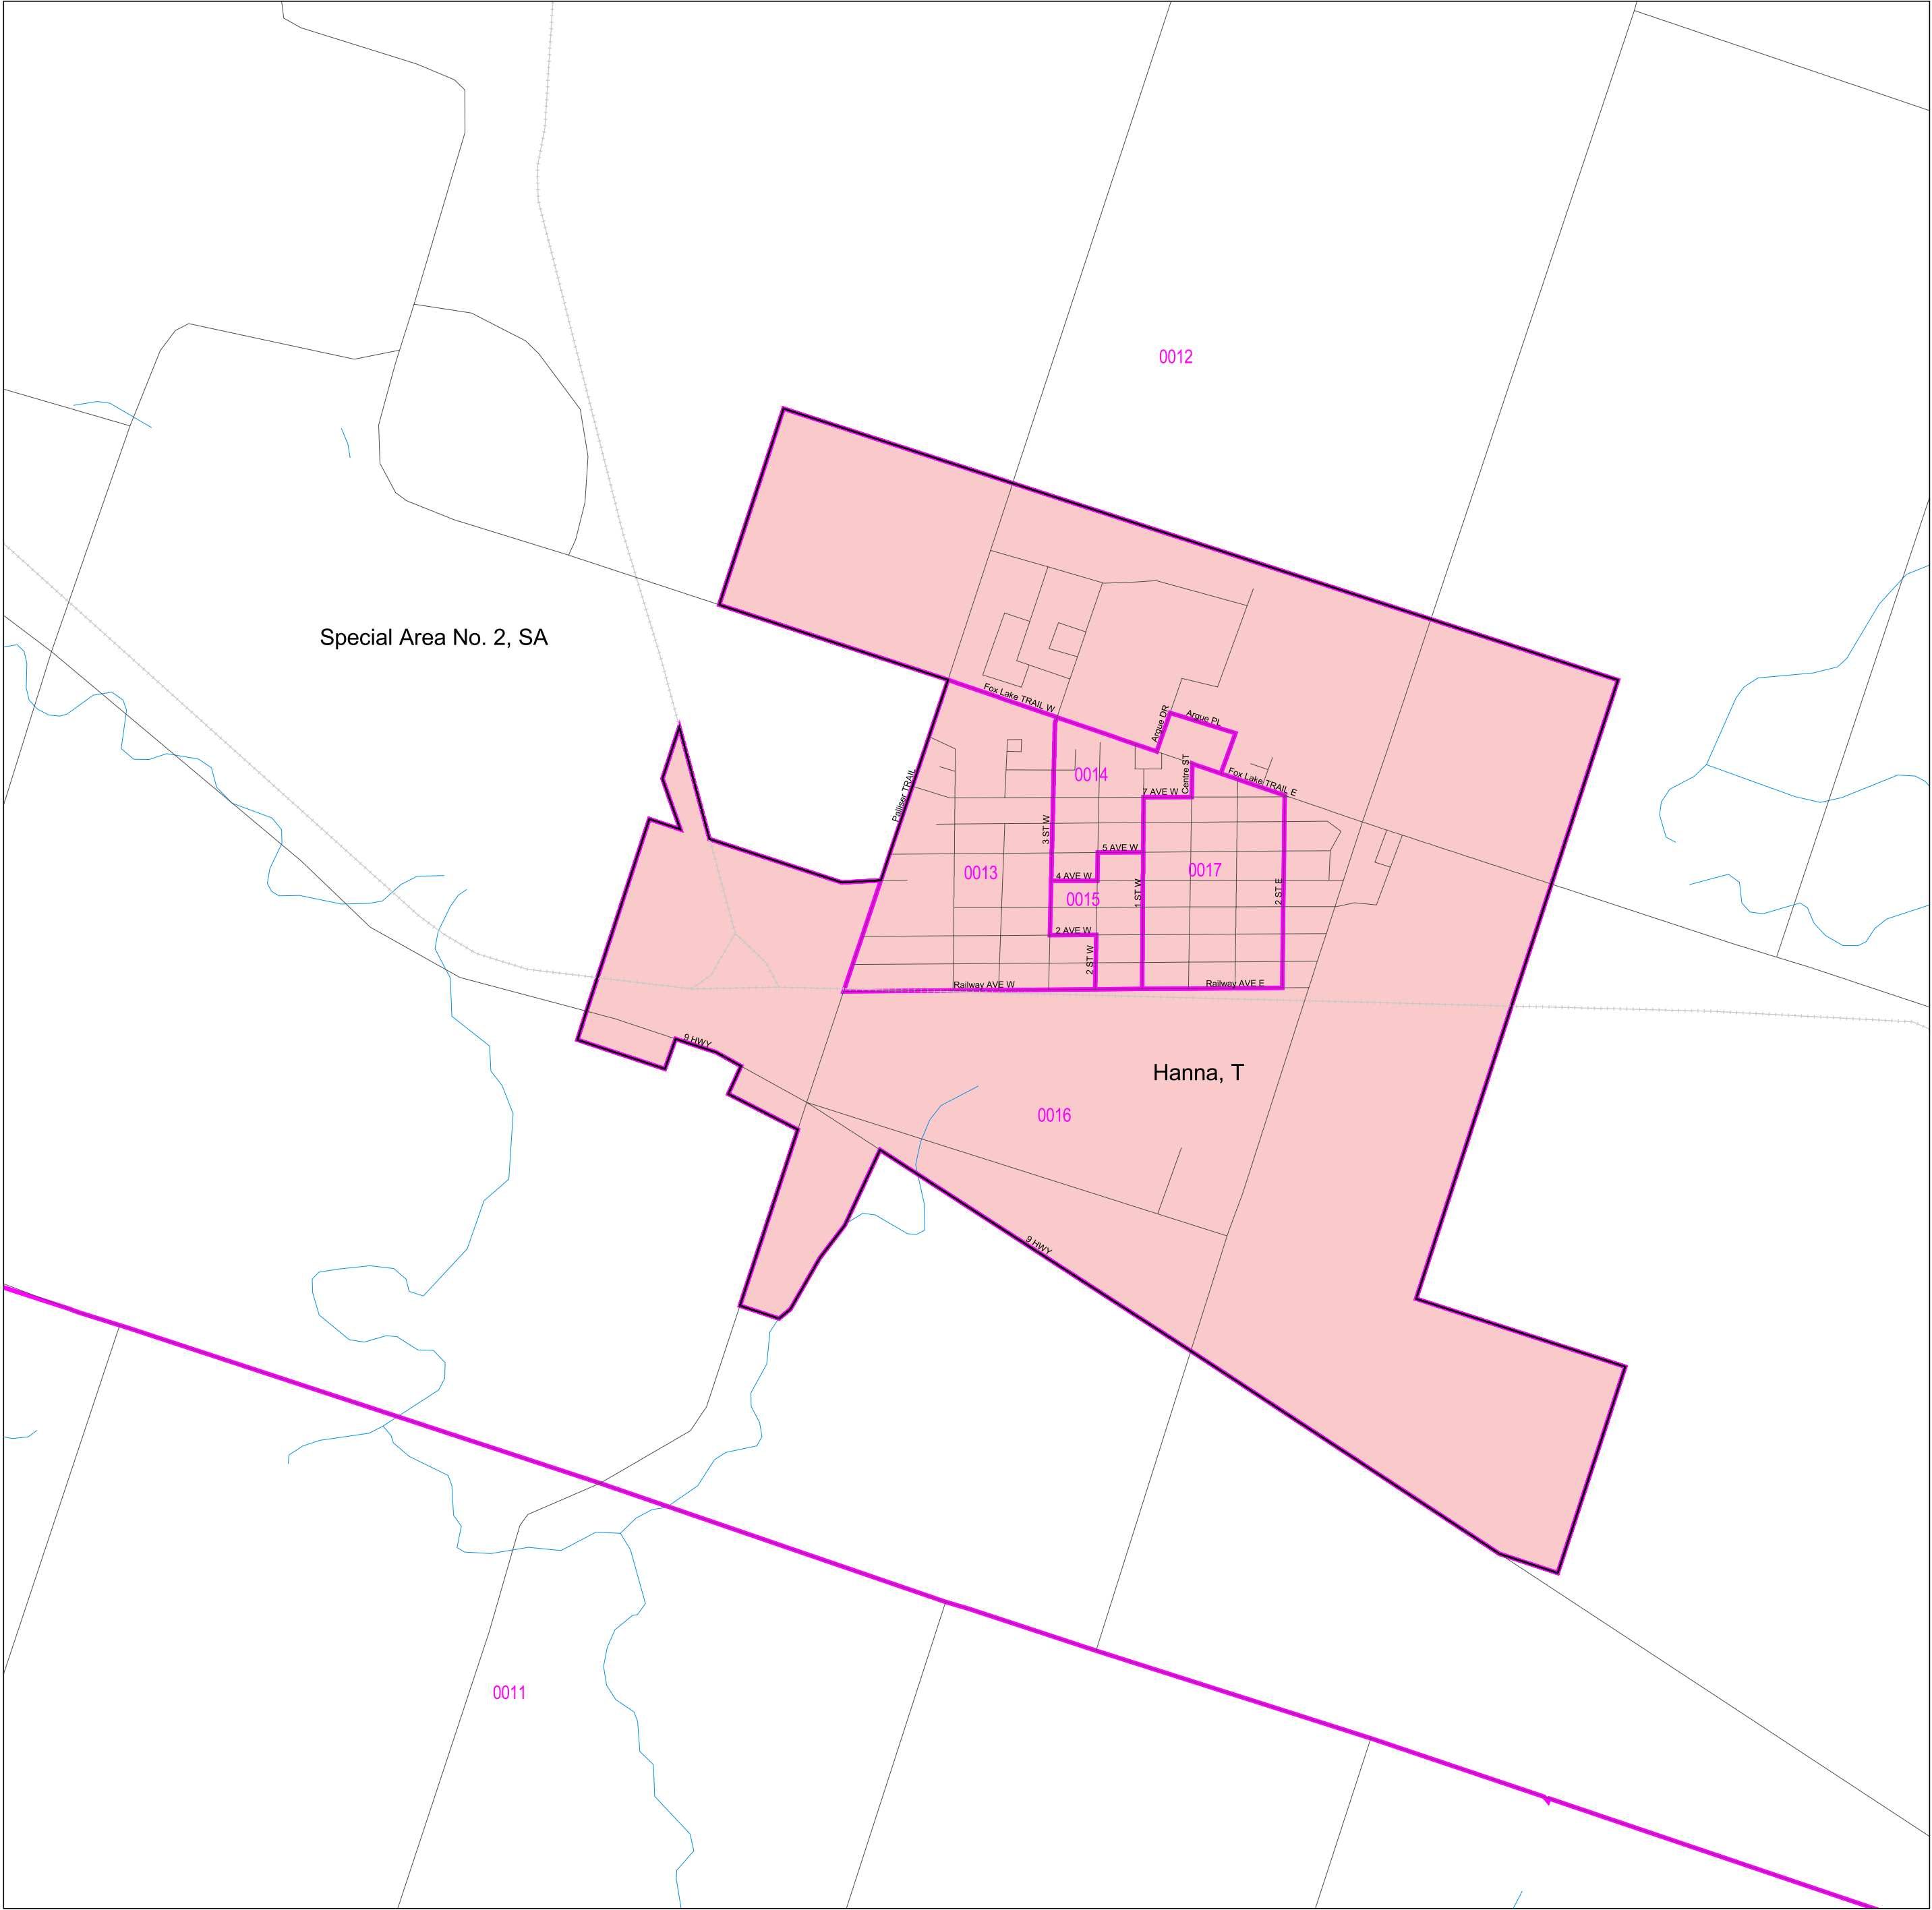 0012
Special Area No. 2, SA
Fox Lake TRAIL W
Argue DR
Argue PL
Centre ST
Fox Lake TRAIL E
Palliser TRAIL
0014
7 AVE W
3 ST W
5 AVE W
0013
0017
4 AVE W
0015
1 ST W
2 ST E
2 AVE W
2 ST W
Railway AVE W
Railway AVE E
9 HWY
Hanna, T
0016
9 HWY
0011